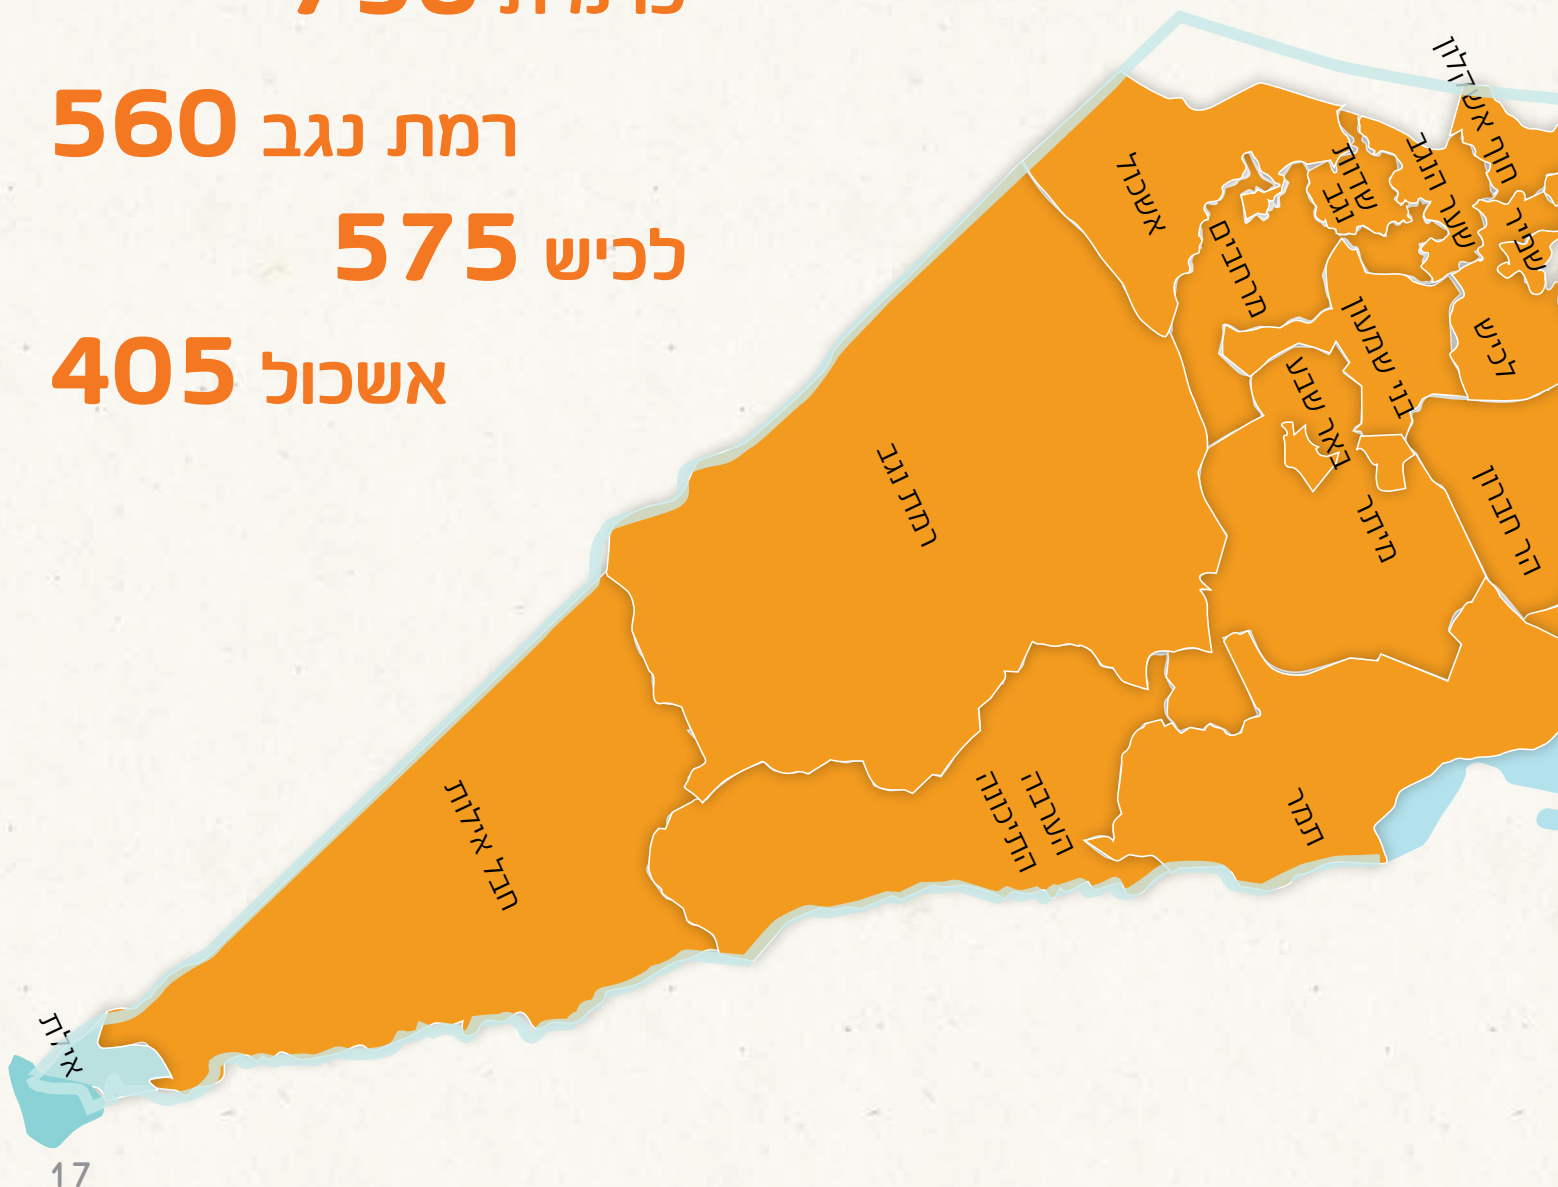 רמת נגב 560
לכיש 575
אשכול 405
חוף אשקלון
שער הנגב
שדות
נגב
אשכול
שפיר
מרחבים
לכיש
בני שמעון
באר שבע
רמת נגב
הר חברון
מיתר
הערבה
התיכונה
תמר
חבל אילות
אילת
17